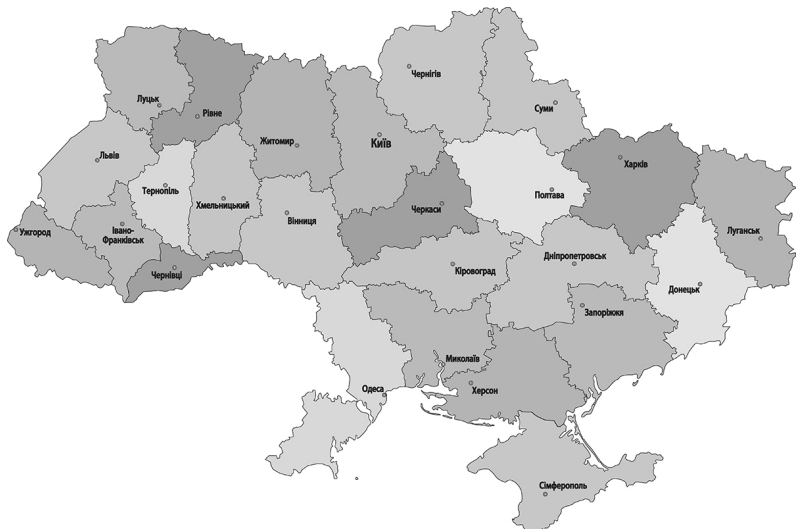 Чернігів
Луцьк
Суми
Рівне
Житомир
Київ
Львів
Харків
Тернопіль
Полтава
Хмельницький
Черкаси
Вінниця
Ужгород
Івано-
Франківськ
Луганськ
Дніпропетровськ
Чернівці
Кіровоград
Донецьк
Запоріжжя
Миколаїв
Одеса
Херсон
Сімферополь